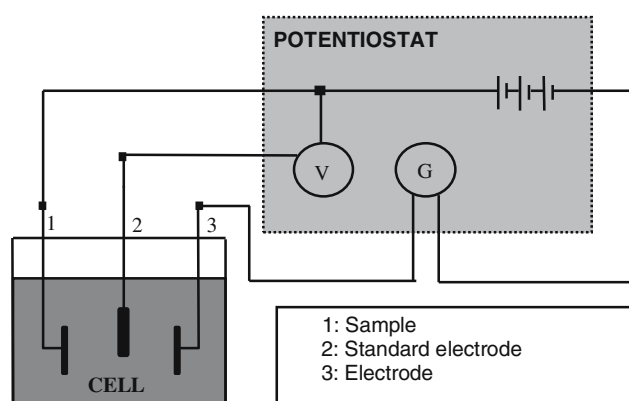 POTENTIOSTAT
V
G
1
2
3
CELL
1: Sample
2: Standard electrode
3: Electrode